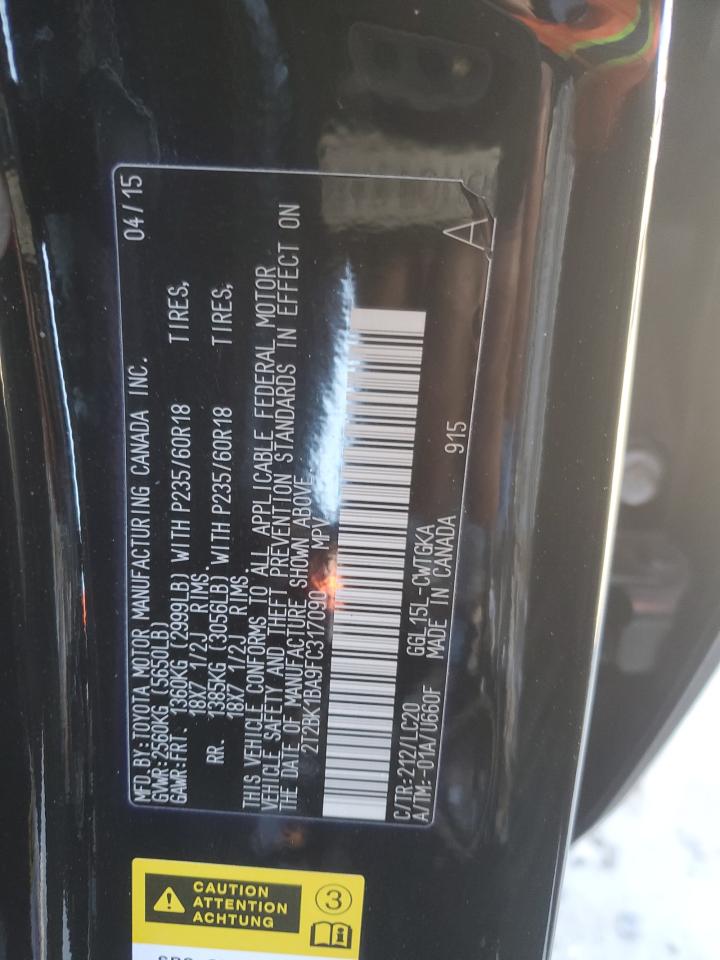 MFD. BY: TOYOTA MOTOR MANUFACTURING CANADA INC. 04/15
GVWR: 2560KG (5650LB)
GAWR: FRT. 1360KG (2999LB) WITH P235/60R18 TIRES,
18X7 1/2J RIMS.
RR. 1385KG (3056LB) WITH P235/60R18 TIRES,
18X7 1/2J RIMS.
THIS VEHICLE CONFORMS TO ALL APPLICABLE FEDERAL MOTOR
VEHICLE SAFETY AND THEFT PREVENTION STANDARDS IN EFFECT ON
THE DATE OF MANUFACTURE SHOWN ABOVE.
2T2BK1BA9FC317090 MPV
A
C/TR: 212/LC20 GGL15L-CWTGKA 915
A/TM: -01A/U660F MADE IN CANADA
CAUTION
ATTENTION
ACHTUNG
3